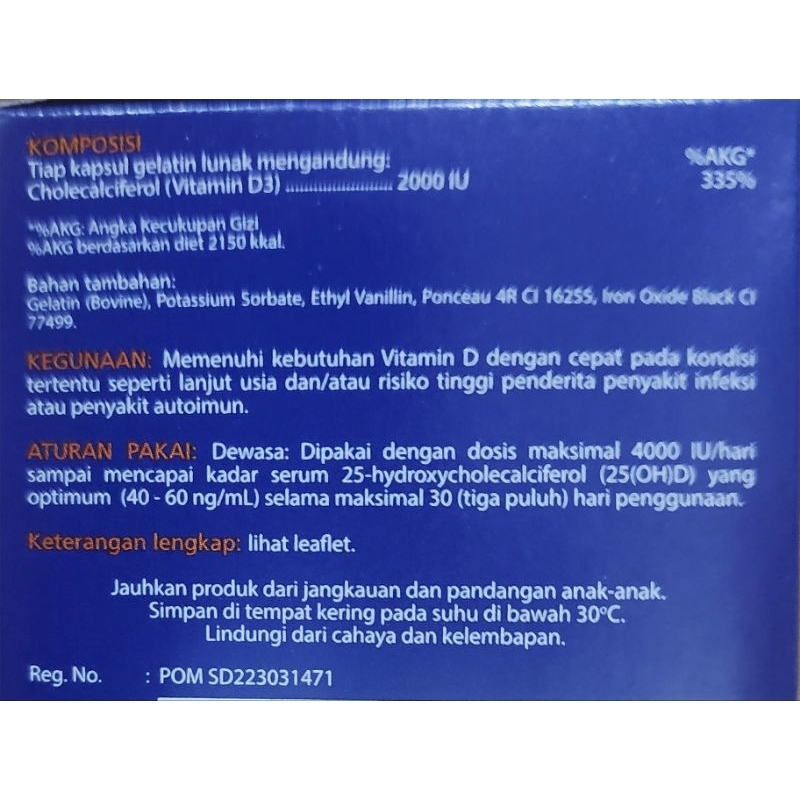 KOMPOSISI
Tiap kapsul gelatin lunak mengandung: %AKG*
Cholecalciferol (Vitamin D3) ........................ 2000 IU 335%
*%AKG: Angka Kecukupan Gizi
%AKG berdasarkan diet 2150 kkal.
Bahan tambahan:
Gelatin (Bovine), Potassium Sorbate, Ethyl Vanillin, Ponceau 4R CI 16255, Iron Oxide Black CI
77499.
KEGUNAAN: Memenuhi kebutuhan Vitamin D dengan cepat pada kondisi
tertentu seperti lanjut usia dan/atau risiko tinggi penderita penyakit infeksi
atau penyakit autoimun.
ATURAN PAKAI: Dewasa: Dipakai dengan dosis maksimal 4000 IU/hari
sampai mencapai kadar serum 25-hydroxycholecalciferol (25(OH)D) yang
optimum (40 - 60 ng/mL) selama maksimal 30 (tiga puluh) hari penggunaan.
Keterangan lengkap: lihat leaflet.
Jauhkan produk dari jangkauan dan pandangan anak-anak.
Simpan di tempat kering pada suhu di bawah 30°C.
Lindungi dari cahaya dan kelembapan.
Reg. No. : POM SD223031471